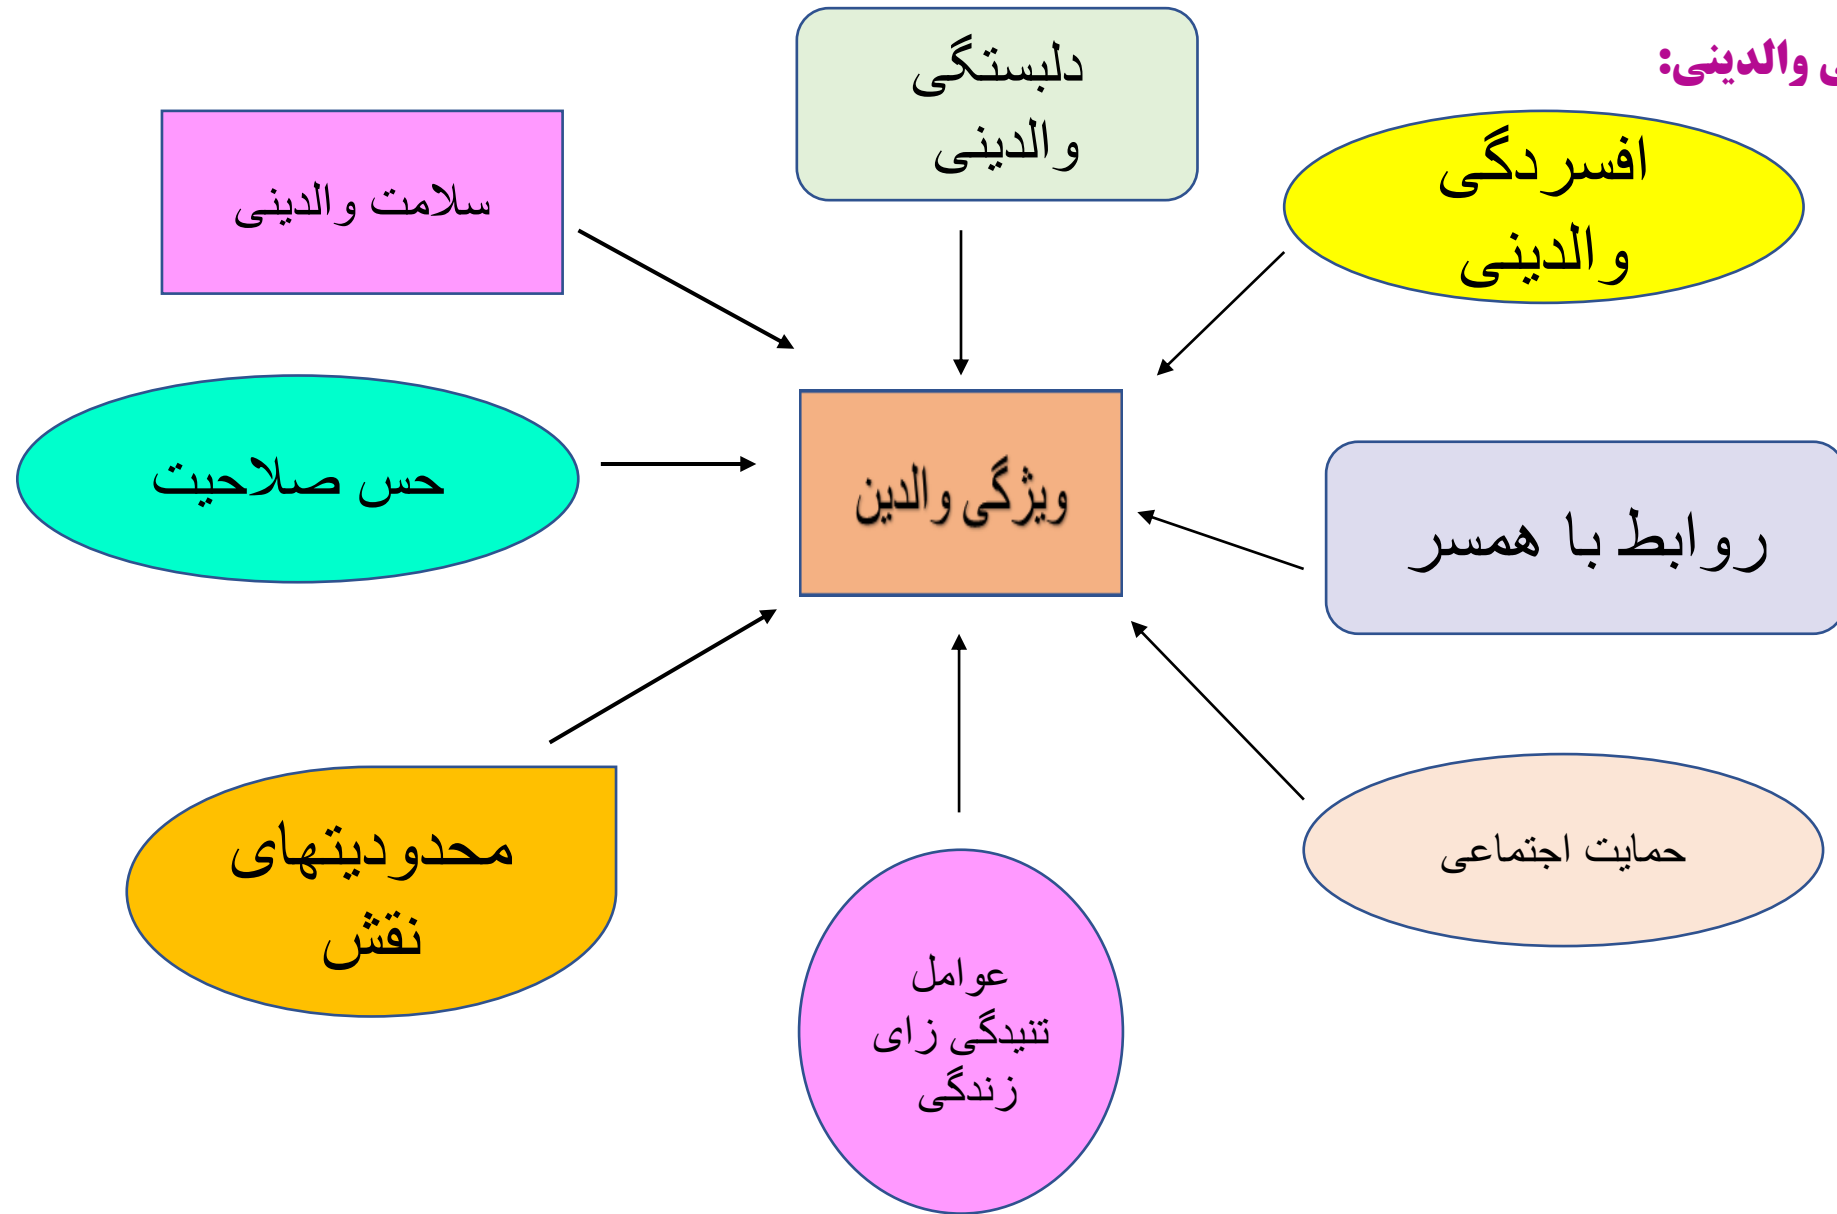 والدینی:
دلبستگی
والدینی
افسردگی
والدینی
سلامت والدینی
حس صلاحیت
ویژگی والدین
روابط با همسر
محدودیتهای
نقش
حمایت اجتماعی
عوامل
تنیدگی زای
زندگی